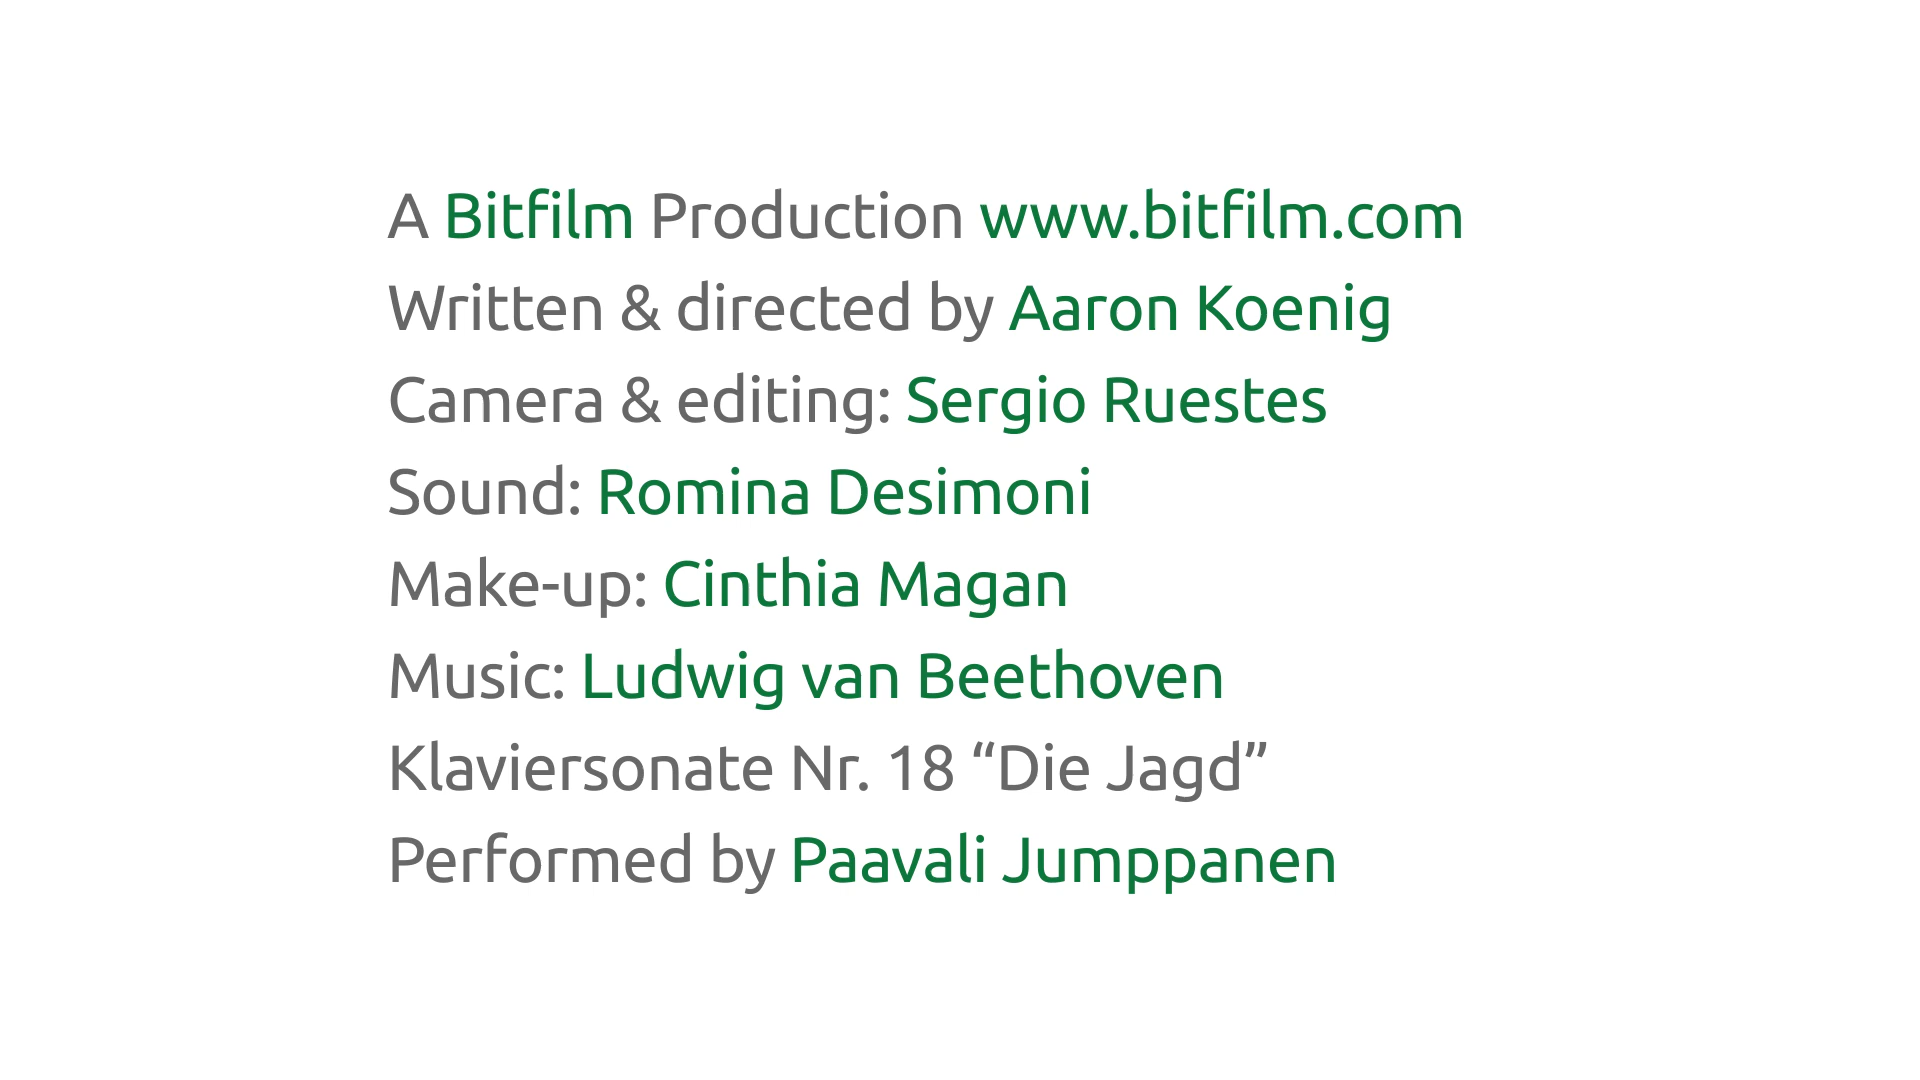 A Bitfilm Production www.bitfilm.com
Written & directed by Aaron Koenig
Camera & editing: Sergio Ruestes
Sound: Romina Desimoni
Make-up: Cinthia Magan
Music: Ludwig van Beethoven
Klaviersonate Nr. 18 “Die Jagd”
Performed by Paavali Jumppanen